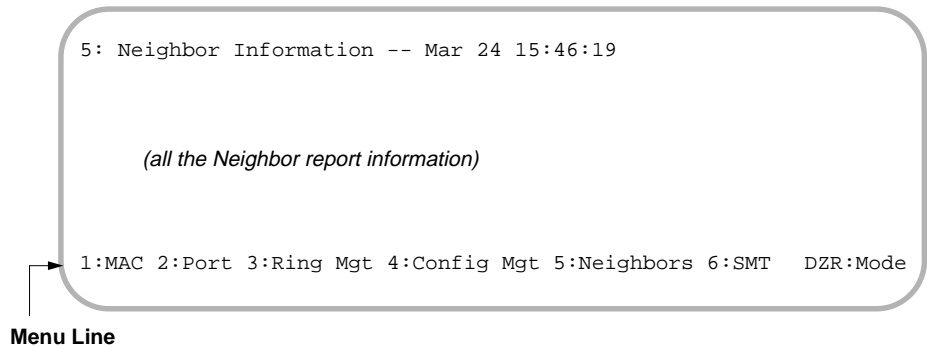 5: Neighbor Information -- Mar 24 15:46:19
(all the Neighbor report information)
1:MAC 2:Port 3:Ring Mgt 4:Config Mgt 5:Neighbors 6:SMT DZR:Mode
Menu Line